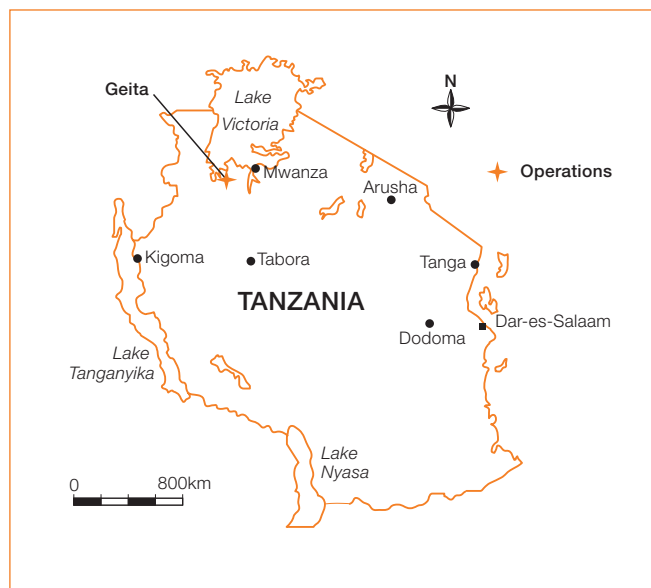 N
Geita
Lake
Victoria
Operations
Mwanza
Arusha
Kigoma
Tabora
Tanga
TANZANIA
Dar-es-Salaam
Dodoma
Lake
Tanganyika
Lake
Nyasa
0 800km